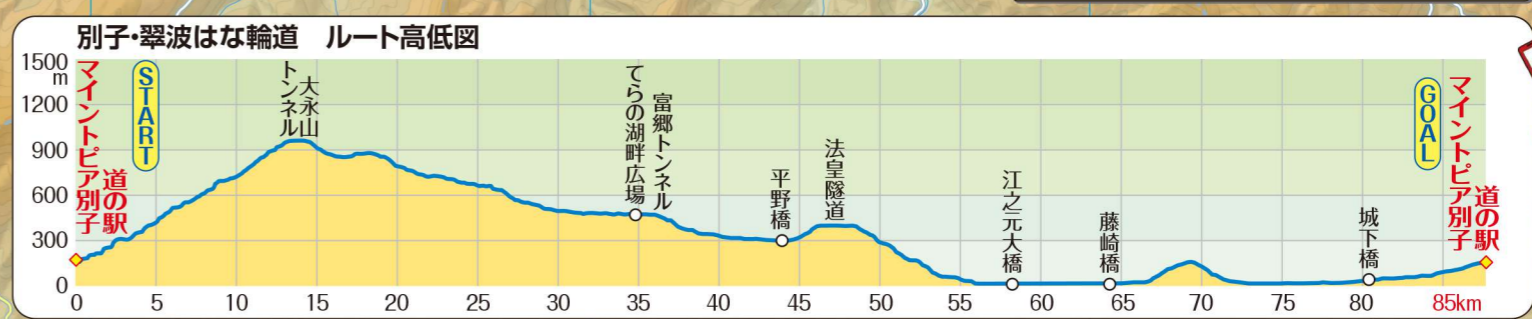 別子・翠波はな輪道 ルート高低図
1500
m
1200
900
600
300
0
道の駅
マイントピア別子
START
大永山
トンネル
てらの湖畔広場
富郷トンネル
平野橋
法皇隧道
江之元大橋
藤崎橋
城下橋
GOAL
道の駅
マイントピア別子
0 5 10 15 20 25 30 35 40 45 50 55 60 65 70 75 80 85km